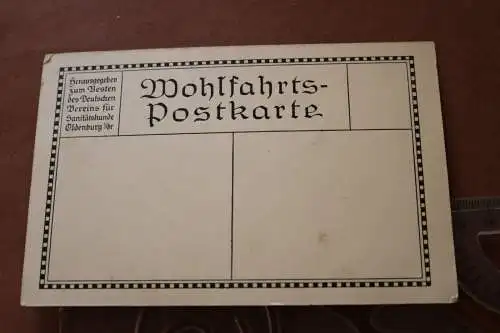 Herausgegeben
zum Besten
des Deutschen
Vereins für
Sanitätshunde
Oldenburg i/Gr
Wohlfahrts-
Postkarte